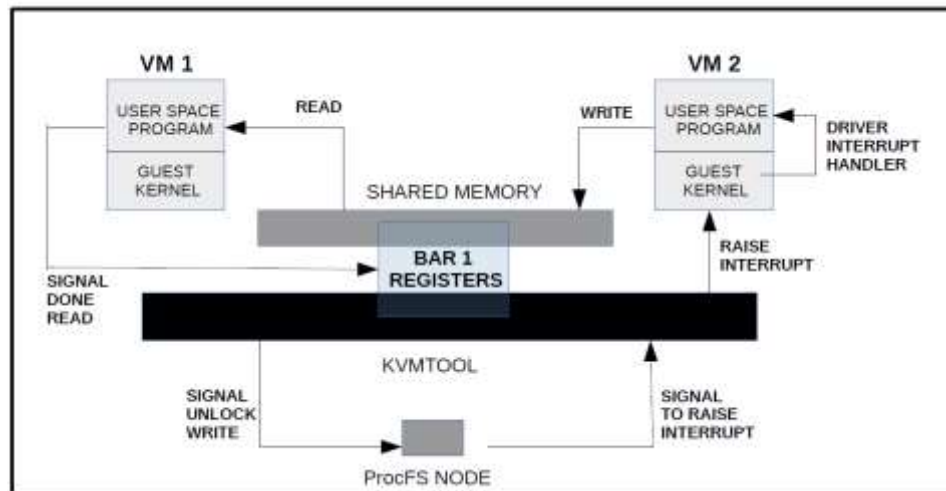 VM 1
USER SPACE
PROGRAM
GUEST
KERNEL
READ
WRITE
VM 2
USER SPACE
PROGRAM
GUEST
KERNEL
DRIVER
INTERRUPT
HANDLER
SHARED MEMORY
BAR 1
REGISTERS
RAISE
INTERRUPT
SIGNAL
DONE
READ
KVMTOOL
SIGNAL
UNLOCK
WRITE
SIGNAL
TO RAISE
INTERRUPT
ProcFS NODE